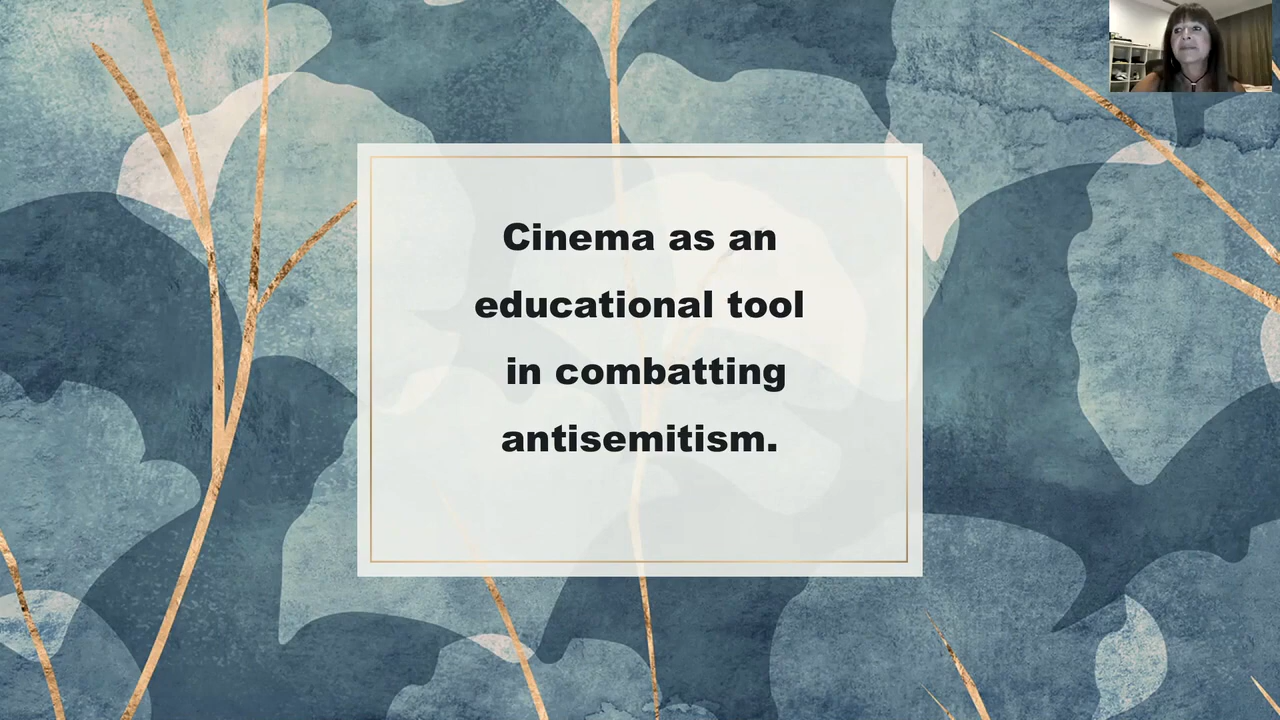 Cinema as an
educational tool
in combatting
antisemitism.